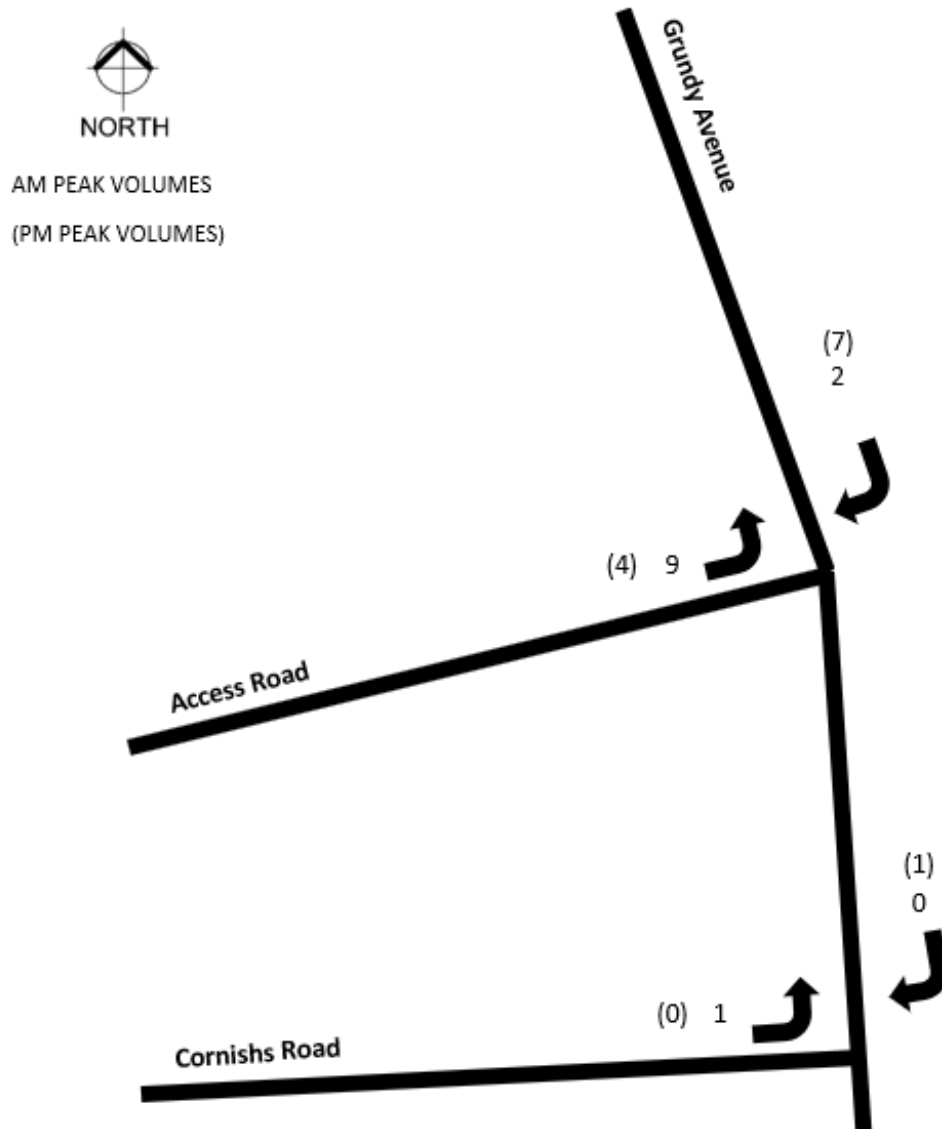 NORTH
AM PEAK VOLUMES
(PM PEAK VOLUMES)
Grundy Avenue
(7)
2
(4) 9
Access Road
(1)
0
(0) 1
Cornishs Road